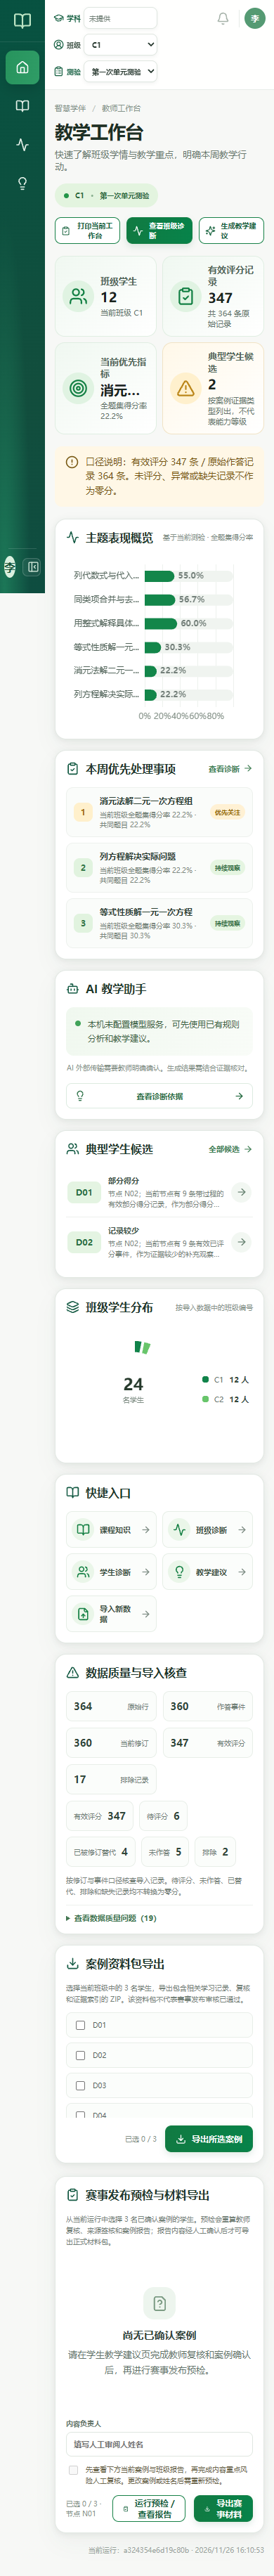 学科 未提供
李
班级 C1
测验 第一次单元测验
智慧学伴 / 教师工作台
教学工作台
快速了解班级学情与教学重点，明确本周教学行
动。
C1 · 第一次单元测验
打印当前工
作台
查看班级诊
断
生成教学建
议
班级学生
12
当前班级 C1
有效评分记
录
347
共 364 条原
始记录
当前优先指
标
消元...
全题集得分率
22.2%
典型学生候
选
2
按案例证据类
型列出，不代
表能力等级
口径说明：有效评分 347 条 / 原始作答记
录 364 条。未评分、异常或缺失记录不作
为零分。
主题表现概览 基于当前测验 · 全题集得分率
列代数式与代入... 55.0%
同类项合并与去... 56.7%
用整式解释具体... 60.0%
等式性质解一元... 30.3%
消元法解二元一... 22.2%
列方程解决实际... 22.2%
0% 20%40%60%80%
李
本周优先处理事项 查看诊断
1 消元法解二元一次方程组
当前班级全题集得分率 22.2% ·
共同题目 22.2%
优先关注
2 列方程解决实际问题
当前班级全题集得分率 22.2% ·
共同题目 22.2%
持续观察
3 等式性质解一元一次方程
当前班级全题集得分率 30.3% ·
共同题目 30.3%
持续观察
AI 教学助手
本机未配置模型服务，可先使用已有规则
分析和教学建议。
AI 外部传输需要教师明确确认。生成结果需结合证据核对。
查看诊断依据
典型学生候选 全部候选
D01 部分得分
节点 N02；当前节点有 9 条带过程的
有效部分得分记录，作为部分得分...
D02 记录较少
节点 N02；当前节点有 9 条有效已评
分事件，作为证据较少的补充观察...
班级学生分布 按导入数据中的班级编号
24
名学生
C1 12 人
C2 12 人
快捷入口
课程知识
班级诊断
学生诊断
教学建议
导入新数
据
数据质量与导入核查
364 原始行
360 作答事件
360 当前修订
347 有效评分
17 排除记录
有效评分 347
待评分 6
已被修订替代 4
未作答 5
排除 2
按修订与事件口径核查导入记录。待评分、未作答、已替
代、排除和缺失记录均不转换为零分。
查看数据质量问题（19）
案例资料包导出
选择当前班级中的 3 名学生，导出包含相关学习记录、复核
和证据索引的 ZIP。该资料包不代表赛事发布审核已通过。
D01
D02
D03
D04
已选 0 / 3
导出所选案例
赛事发布预检与材料导出
从当前运行中选择 3 名已确认案例的学生。预检会重算教师
复核、来源签核和案例报告；报告内容经人工确认后才可导
出正式材料包。
尚无已确认案例
请在学生教学建议页完成教师复核和案例确认
后，再进行赛事发布预检。
内容负责人
填写人工审阅人姓名
先查看下方当前案例与班级报告，再完成内容重点风
险人工复核。更改案例或姓名后需重新预检。
已选 0 / 3 ·
节点 N01
运行预检 /
查看报告
导出赛
事材料
当前运行：a324354e6d19c80b · 2026/11/26 16:10:53